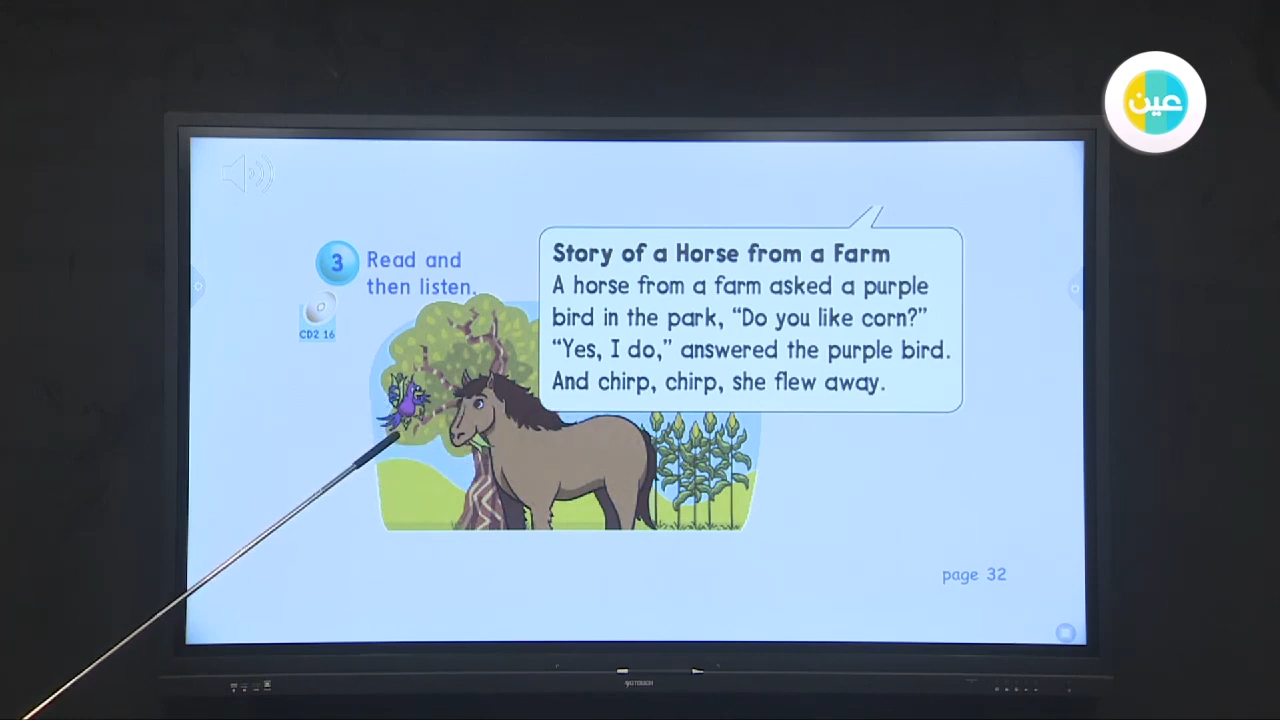 عين
3 Read and
then listen.
CD2 16
Story of a Horse from a Farm
A horse from a farm asked a purple
bird in the park, “Do you like corn?”
“Yes, I do,” answered the purple bird.
And chirp, chirp, she flew away.
page 32